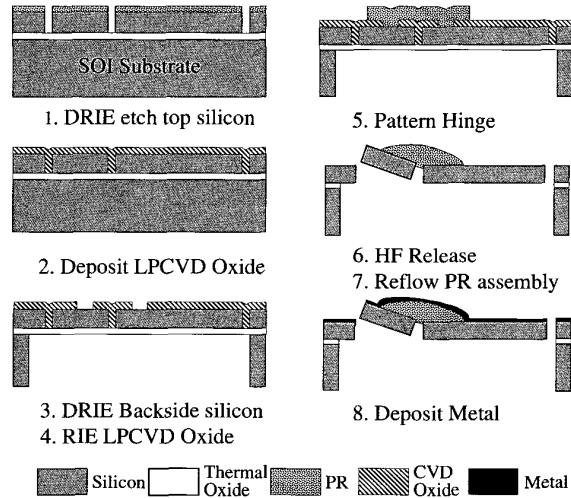 SOI Substrate
1. DRIE etch top silicon
2. Deposit LPCVD Oxide
3. DRIE Backside silicon
4. RIE LPCVD Oxide
5. Pattern Hinge
6. HF Release
7. Reflow PR assembly
8. Deposit Metal
Silicon
Thermal
Oxide
PR
CVD
Oxide
Metal